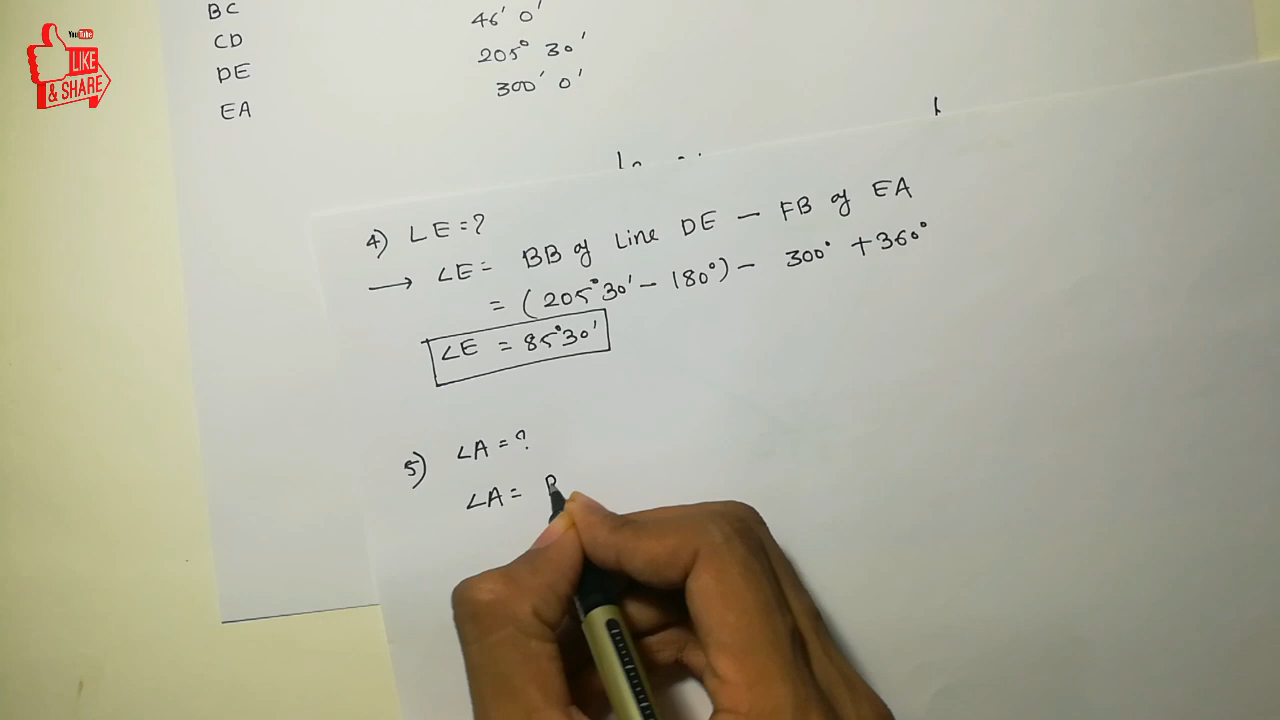 YouTube
LIKE
& SHARE
BC
CD
DE
EA
46' 0'
205° 30'
300' 0'
4) ∠E=?
→ ∠E= BB of Line DE - FB of EA
= (205°30' - 180°) - 300° + 360°
∠E = 85°30'
5) ∠A=?
∠A=